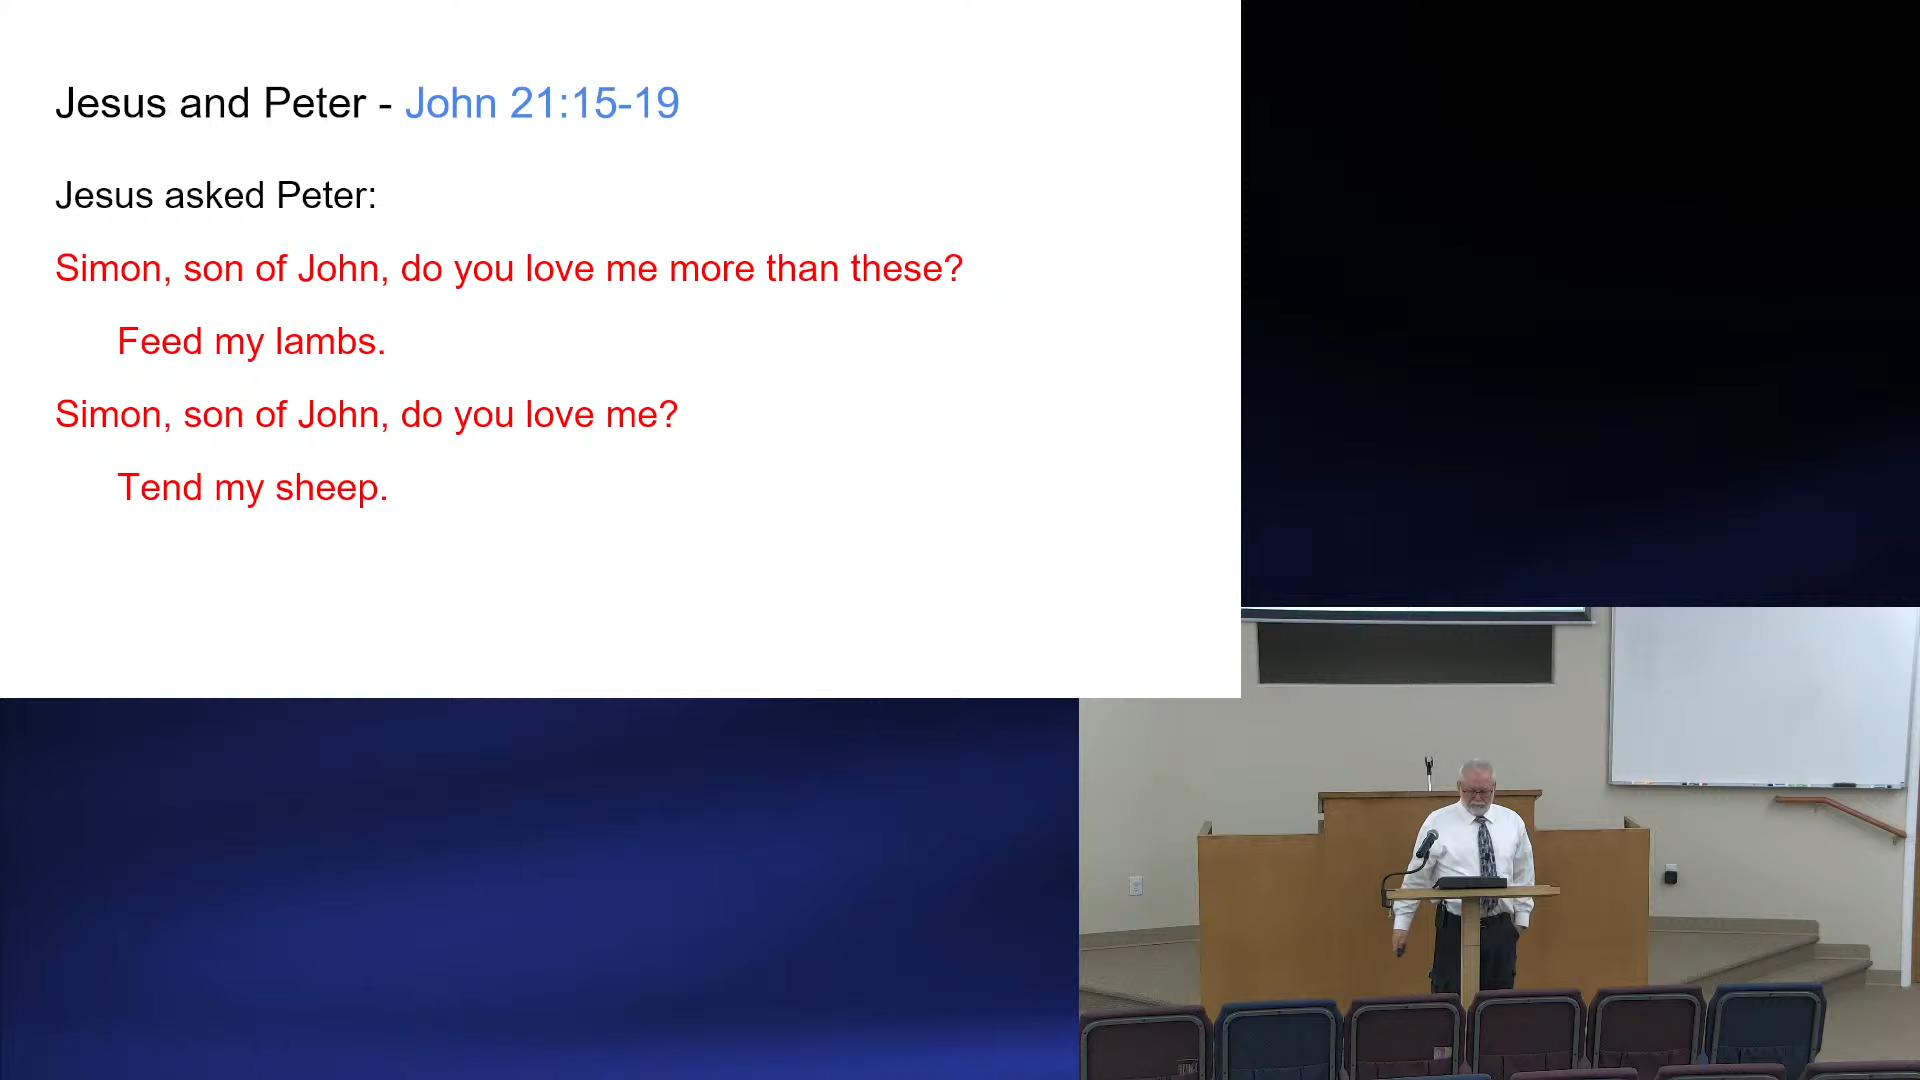 Jesus and Peter - John 21:15-19
Jesus asked Peter:
Simon, son of John, do you love me more than these?
Feed my lambs.
Simon, son of John, do you love me?
Tend my sheep.